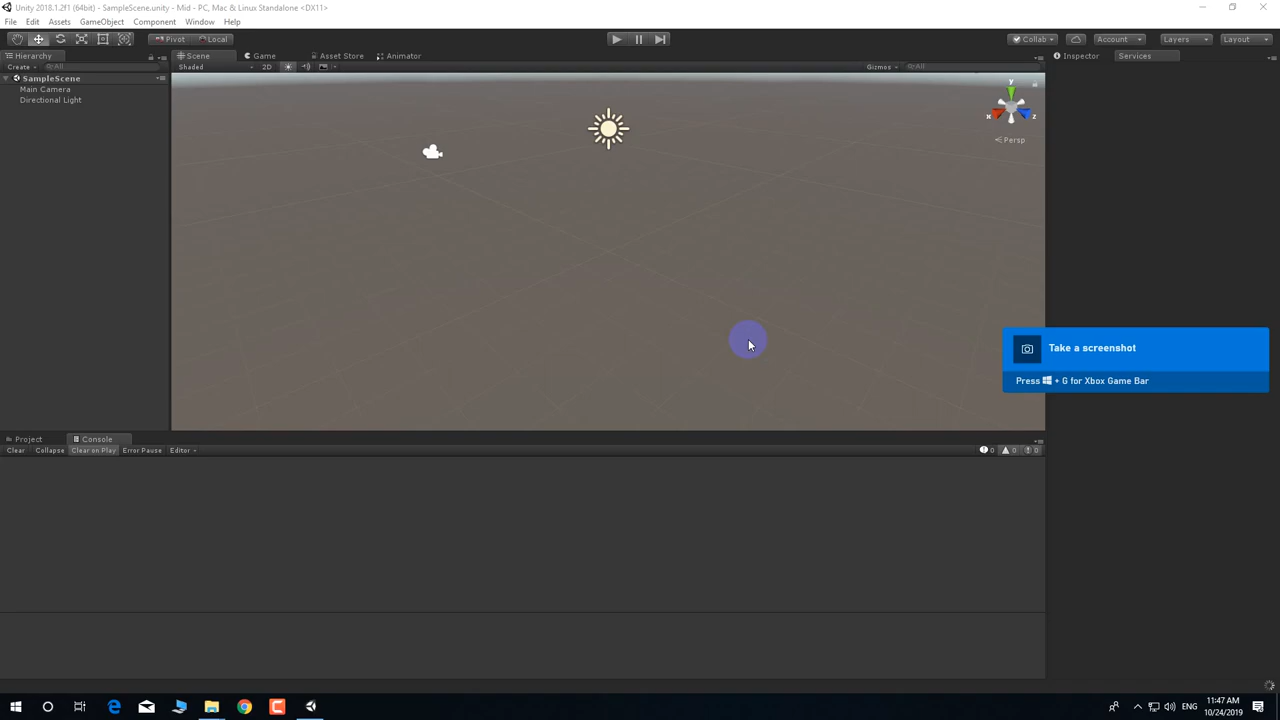 Unity 2018.1.2f1 (64bit) - SampleScene.unity - Mid - PC, Mac & Linux Standalone <DX11>
File Edit Assets GameObject Component Window Help
Pivot Local Collab Account Layers Layout
Hierarchy Scene Game Asset Store Animator Inspector Services
Create All Shaded 2D Gizmos All
SampleScene
Main Camera
Directional Light
y
x z
Persp
Take a screenshot
Press + G for Xbox Game Bar
Project Console
Clear Collapse Clear on Play Error Pause Editor 0 0 0
ENG 11:47 AM
10/24/2019